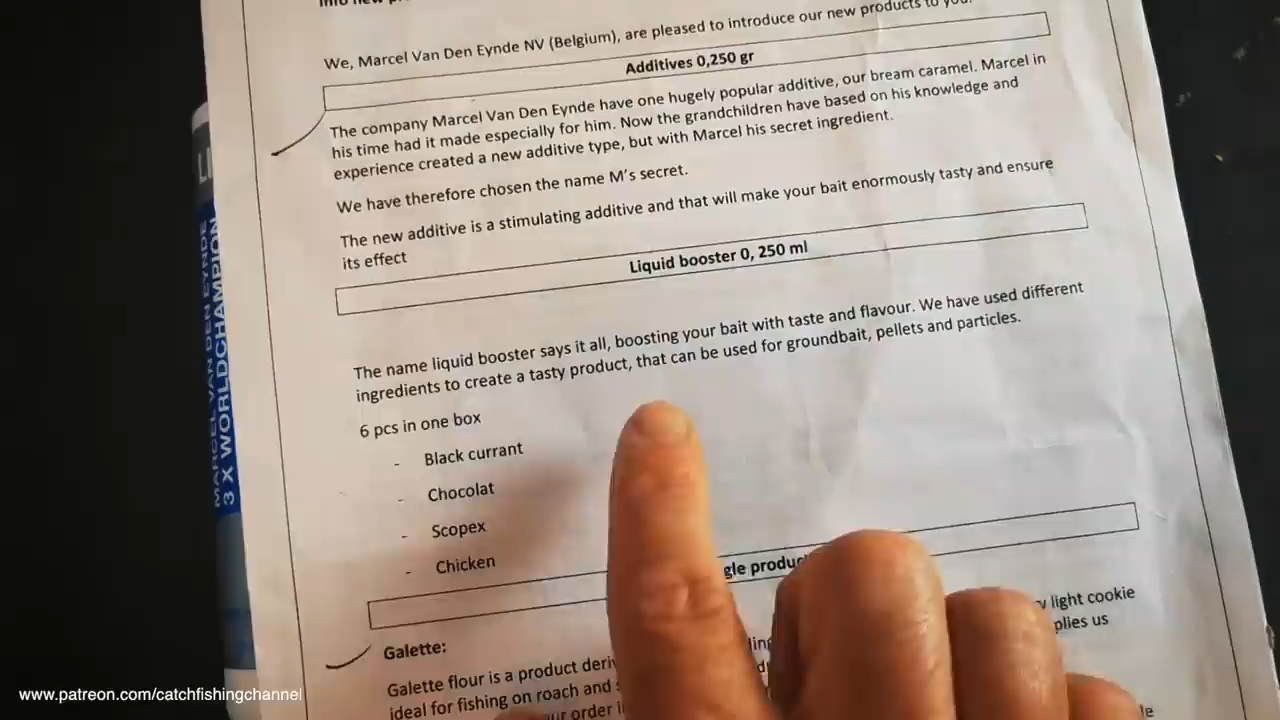 We, Marcel Van Den Eynde NV (Belgium), are pleased to introduce our new products to you.
Additives 0,250 gr
The company Marcel Van Den Eynde have one hugely popular additive, our bream caramel. Marcel in
his time had it made especially for him. Now the grandchildren have based on his knowledge and
experience created a new additive type, but with Marcel his secret ingredient.
We have therefore chosen the name M's secret.
The new additive is a stimulating additive and that will make your bait enormously tasty and ensure
its effect
Liquid booster 0, 250 ml
The name liquid booster says it all, boosting your bait with taste and flavour. We have used different
ingredients to create a tasty product, that can be used for groundbait, pellets and particles.
6 pcs in one box
- Black currant
- Chocolat
- Scopex
- Chicken
light cookie
Galette:
Galette flour is a product
ideal for fishing on roach and
order
MARCEL VAN DEN EYNDE
3 X WORLDCHAMPION
www.patreon.com/catchfishingchannel